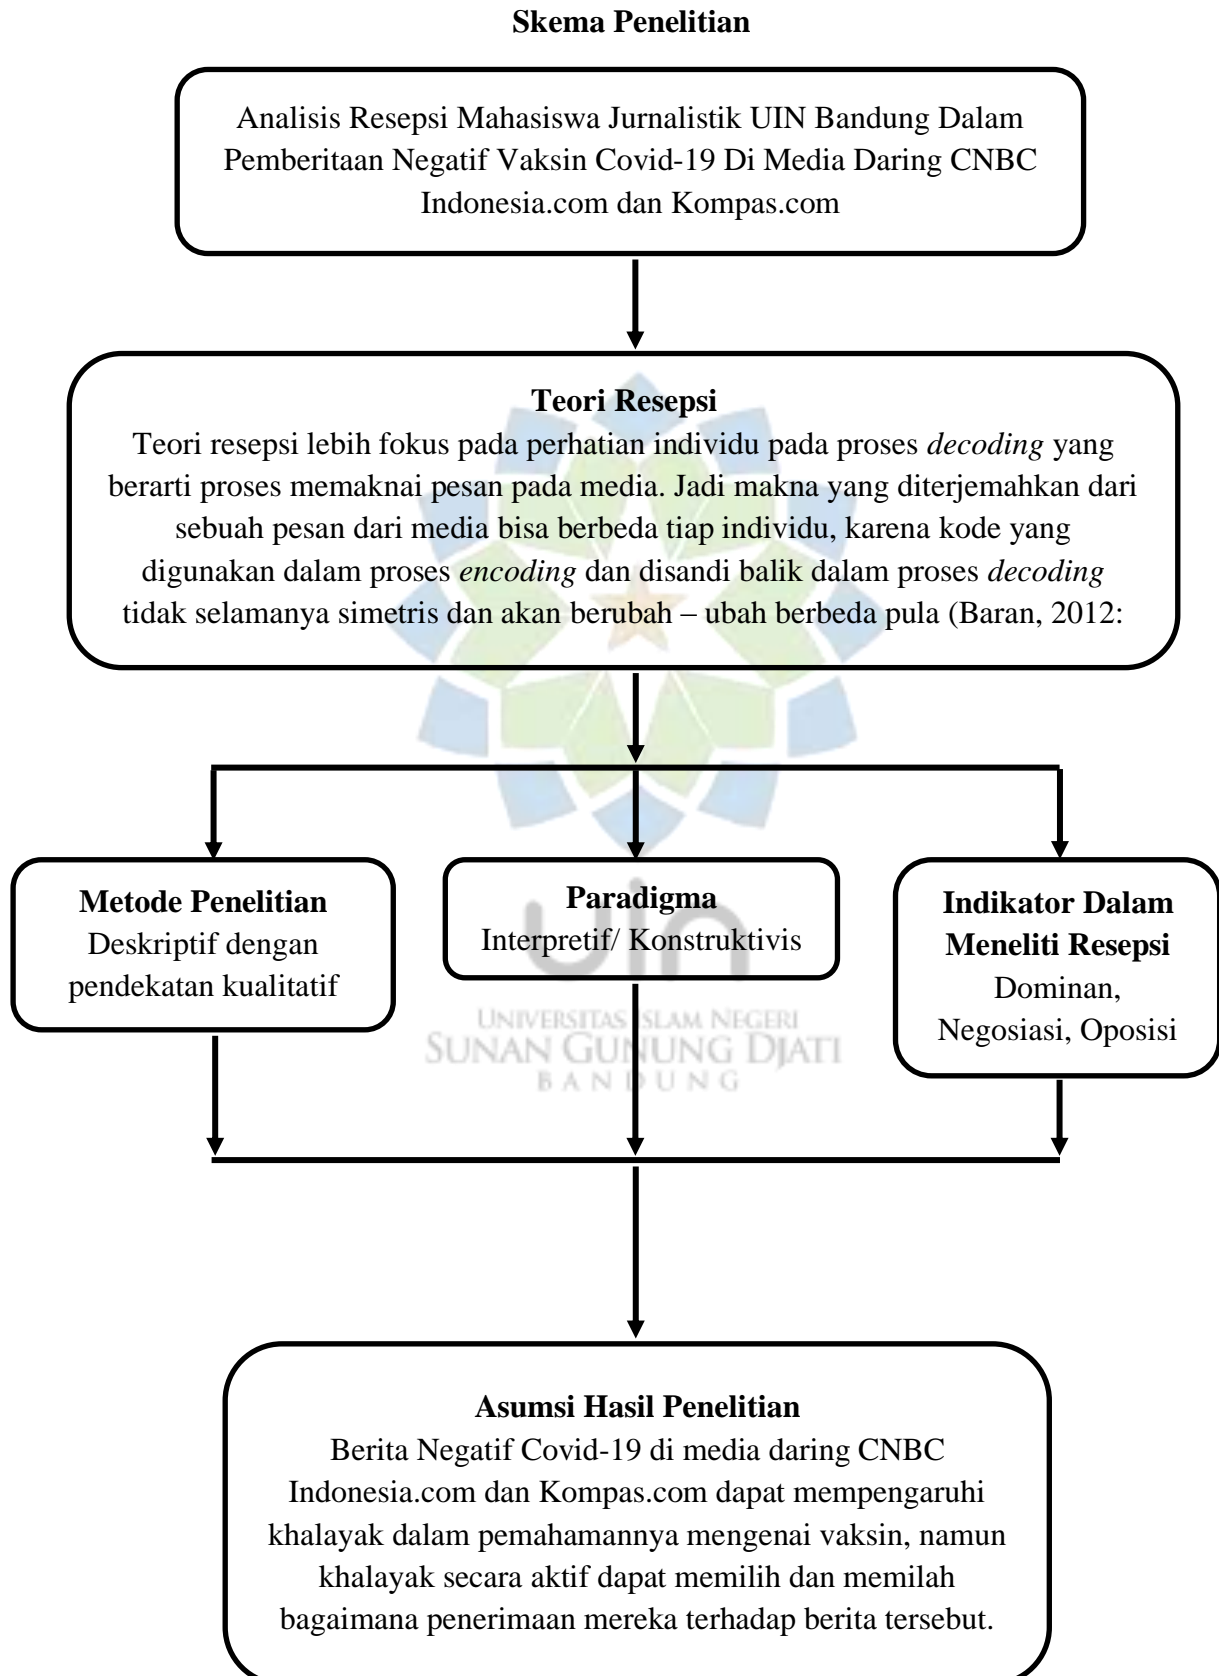 Skema Penelitian
Analisis Resepsi Mahasiswa Jurnalistik UIN Bandung Dalam
Pemberitaan Negatif Vaksin Covid-19 Di Media Daring CNBC
Indonesia.com dan Kompas.com
Teori Resepsi
Teori resepsi lebih fokus pada perhatian individu pada proses decoding yang
berarti proses memaknai pesan pada media. Jadi makna yang diterjemahkan dari
sebuah pesan dari media bisa berbeda tiap individu, karena kode yang
digunakan dalam proses encoding dan disandi balik dalam proses decoding
tidak selamanya simetris dan akan berubah – ubah berbeda pula (Baran, 2012:
Metode Penelitian
Deskriptif dengan
pendekatan kualitatif
Paradigma
Interpretif/ Konstruktivis
Indikator Dalam
Meneliti Resepsi
Dominan,
Negosiasi, Oposisi
uin
UNIVERSITAS ISLAM NEGERI
SUNAN GUNUNG DJATI
BANDUNG
Asumsi Hasil Penelitian
Berita Negatif Covid-19 di media daring CNBC
Indonesia.com dan Kompas.com dapat mempengaruhi
khalayak dalam pemahamannya mengenai vaksin, namun
khalayak secara aktif dapat memilih dan memilah
bagaimana penerimaan mereka terhadap berita tersebut.